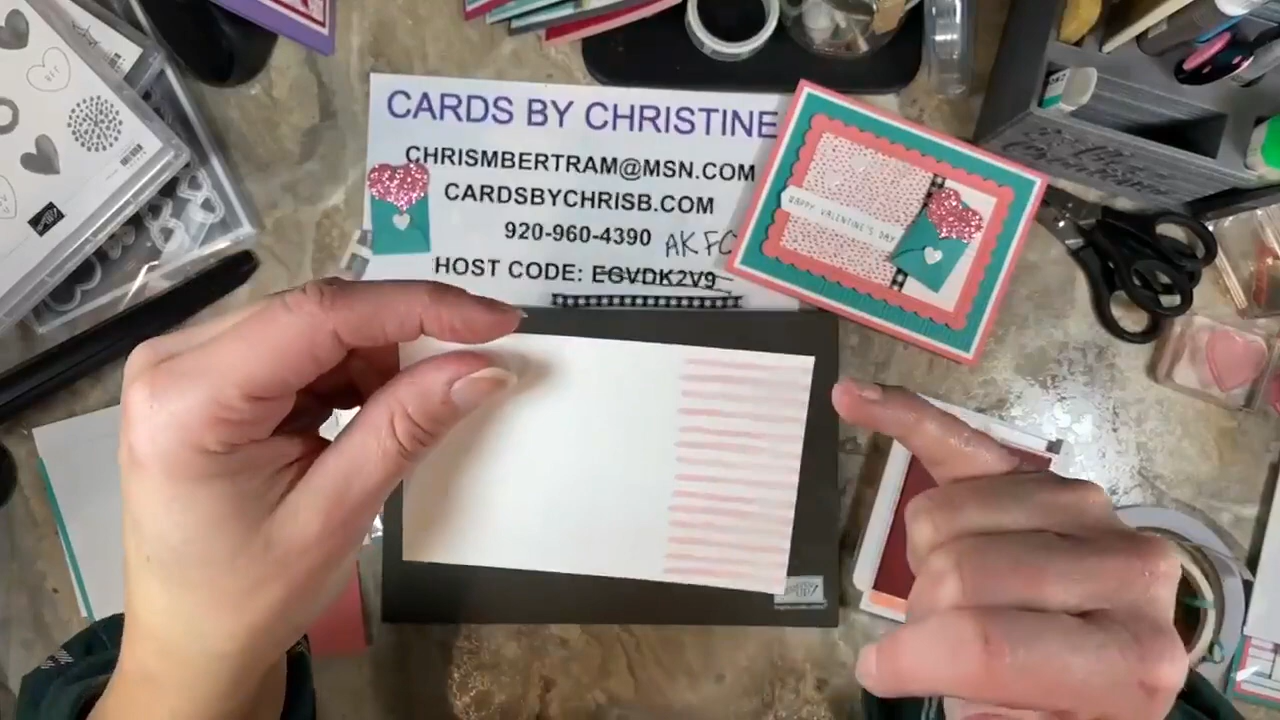 CARDS BY CHRISTINE
CHRISMBERTRAM@MSN.COM
CARDSBYCHRISB.COM
920-960-4390 AKFC
HOST CODE: EGVDK2V9
HAPPY VALENTINE'S DAY